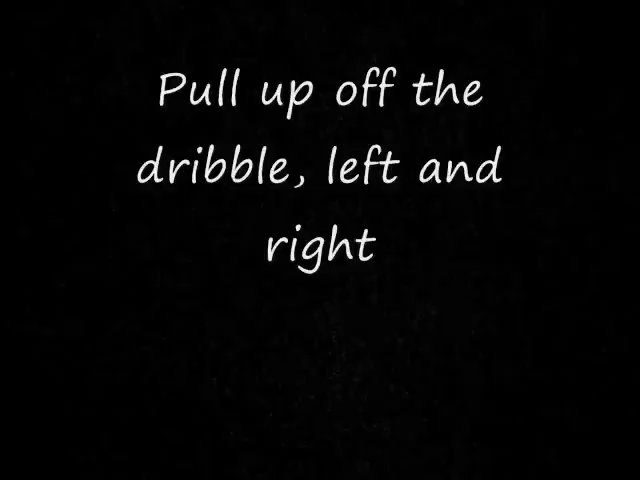 Pull up off the
dribble, left and
right